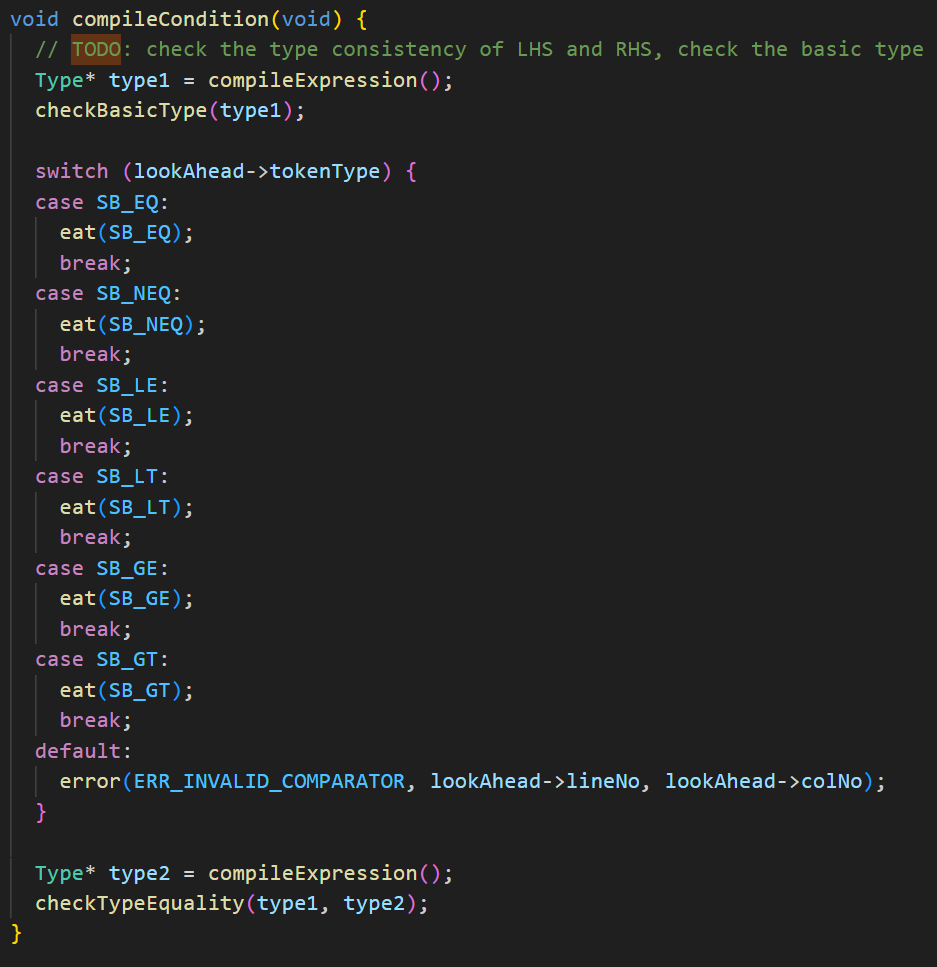 void compileCondition(void) {
  // TODO: check the type consistency of LHS and RHS, check the basic type
  Type* type1 = compileExpression();
  checkBasicType(type1);

  switch (lookAhead->tokenType) {
  case SB_EQ:
    eat(SB_EQ);
    break;
  case SB_NEQ:
    eat(SB_NEQ);
    break;
  case SB_LE:
    eat(SB_LE);
    break;
  case SB_LT:
    eat(SB_LT);
    break;
  case SB_GE:
    eat(SB_GE);
    break;
  case SB_GT:
    eat(SB_GT);
    break;
  default:
    error(ERR_INVALID_COMPARATOR, lookAhead->lineNo, lookAhead->colNo);
  }

  Type* type2 = compileExpression();
  checkTypeEquality(type1, type2);
}